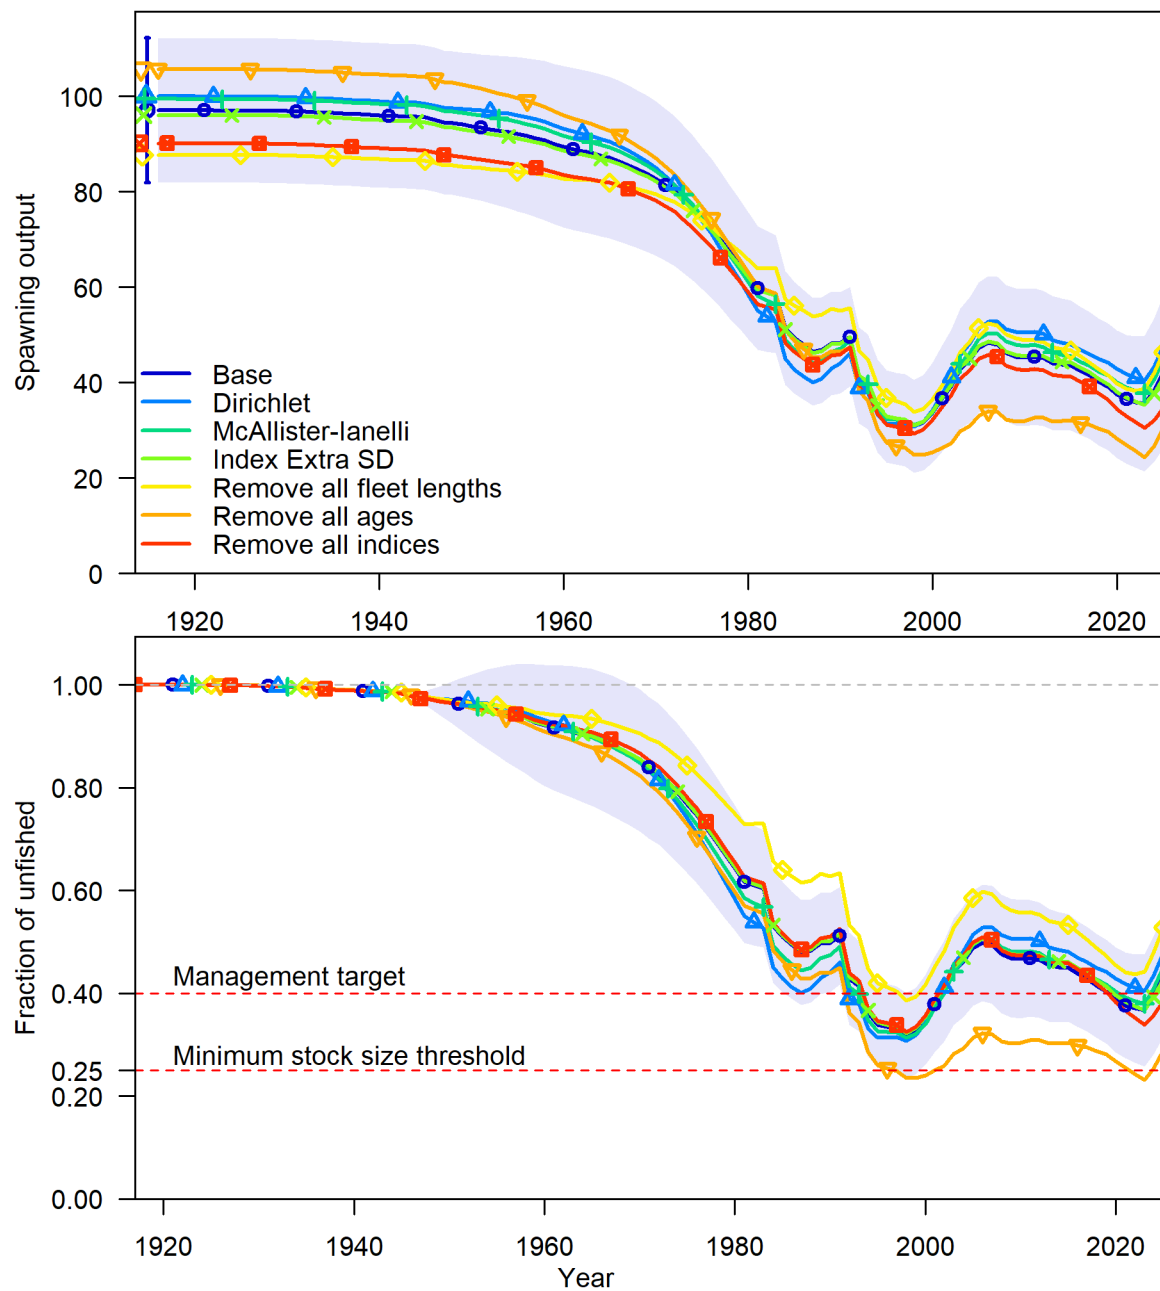 Spawning output
100
80
60
40
20
0
Base
Dirichlet
McAllister-Ianelli
Index Extra SD
Remove all fleet lengths
Remove all ages
Remove all indices
1920 1940 1960 1980 2000 2020
Fraction of unfished
1.00
0.80
0.60
0.40
0.25
0.20
0.00
Management target
Minimum stock size threshold
1920 1940 1960 1980 2000 2020
Year